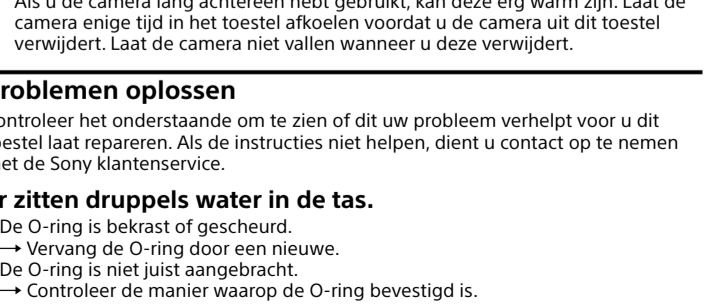 Als u de camera lang achtereen hebt gebruikt, kan deze erg warm zijn. Laat de
camera enige tijd in het toestel afkoelen voordat u de camera uit dit toestel
verwijdert. Laat de camera niet vallen wanneer u deze verwijdert.
roblemen oplossen
ontroleer het onderstaande om te zien of dit uw probleem verhelpt voor u dit
oestel laat repareren. Als de instructies niet helpen, dient u contact op te nemen
et de Sony klantenservice.
r zitten druppels water in de tas.
De O-ring is bekrast of gescheurd.
→ Vervang de O-ring door een nieuwe.
De O-ring is niet juist aangebracht.
→ Controleer de manier waarop de O-ring bevestigd is.